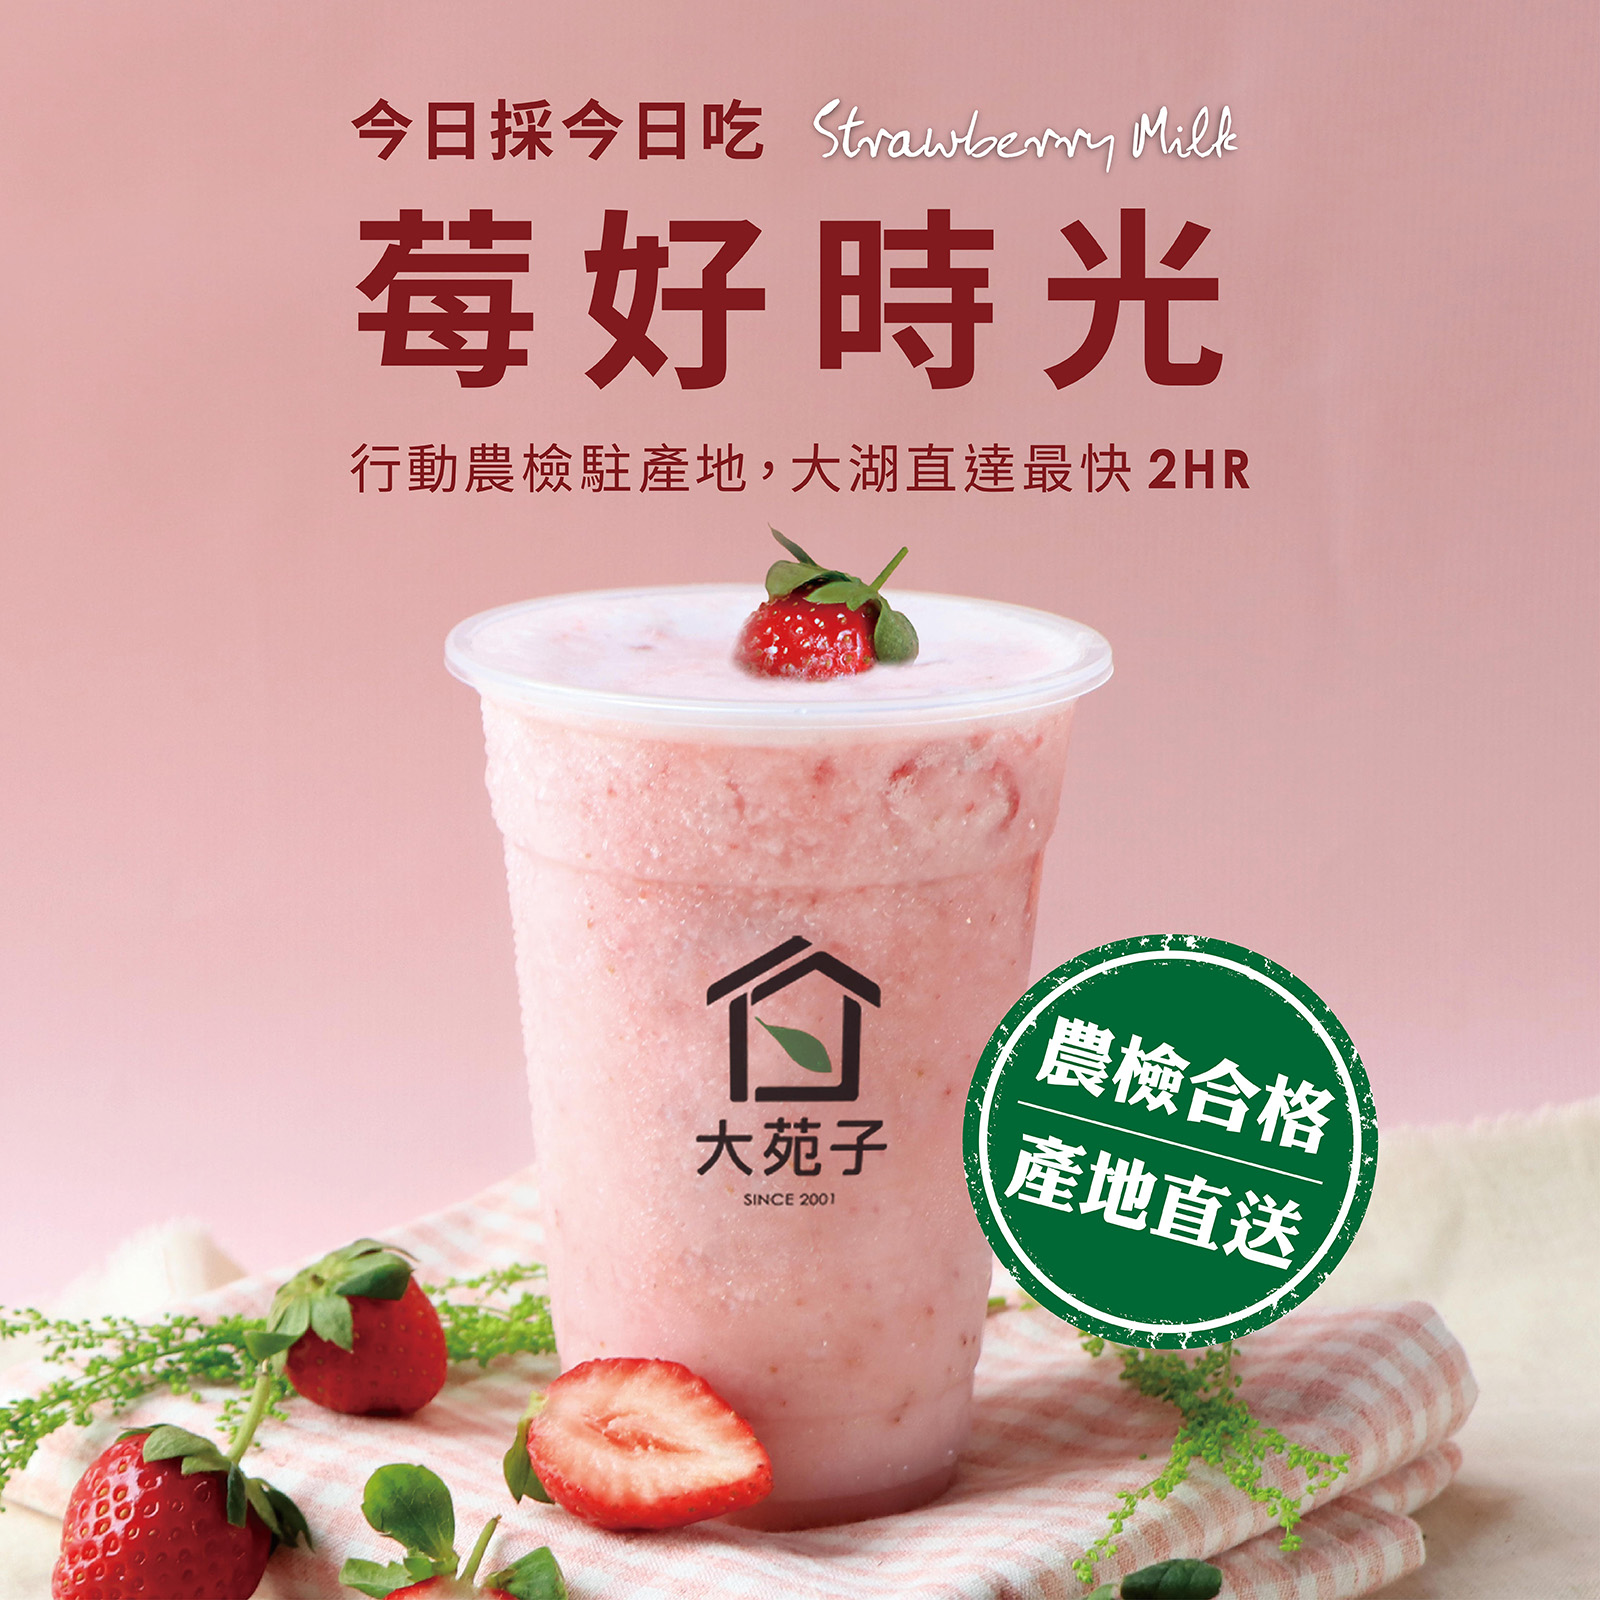 今日採今日吃 Strawberry Milk
莓好時光
行動農檢駐產地，大湖直達最快 2HR
大苑子
SINCE 2001
農檢合格
產地直送